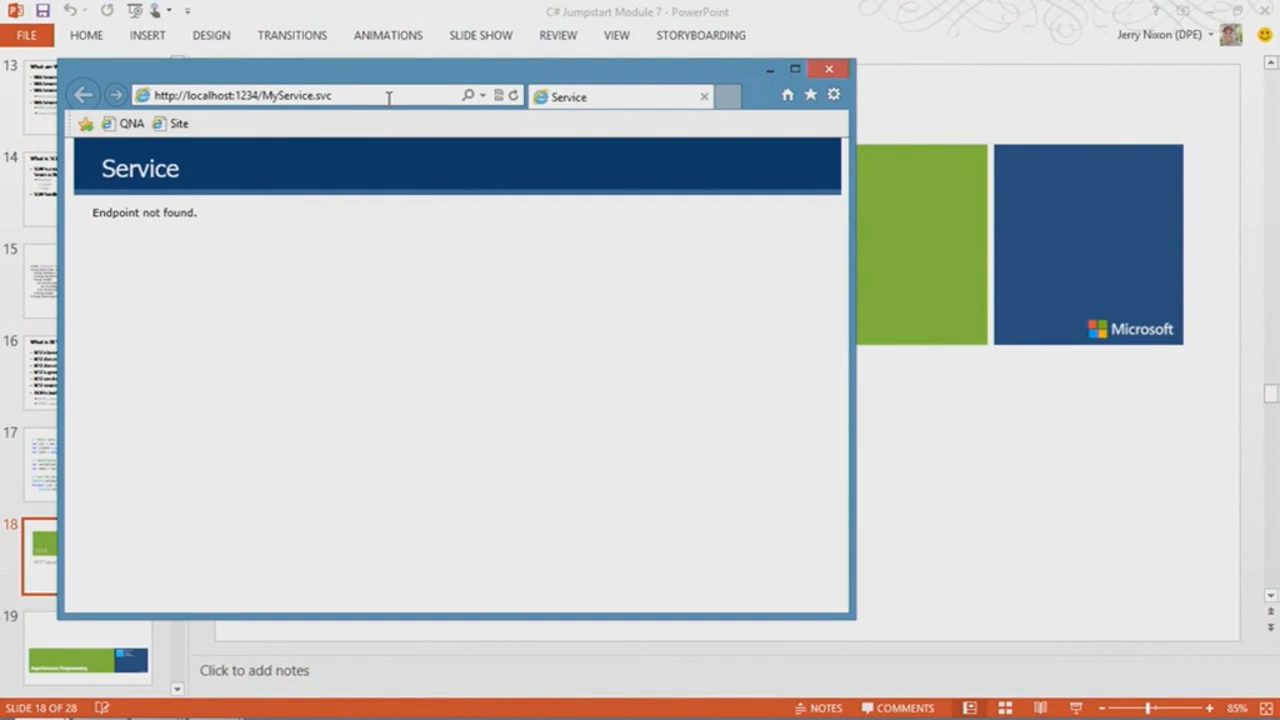 C# Jumpstart Module 7 - PowerPoint
FILE HOME INSERT DESIGN TRANSITIONS ANIMATIONS SLIDE SHOW REVIEW VIEW STORYBOARDING Jerry Nixon (DPE)
http://localhost:1234/MyService.svc Service
QNA Site
Service
Endpoint not found.
Microsoft
13
14
15
16
17
18
19
Click to add notes
SLIDE 18 OF 28 NOTES COMMENTS 85%